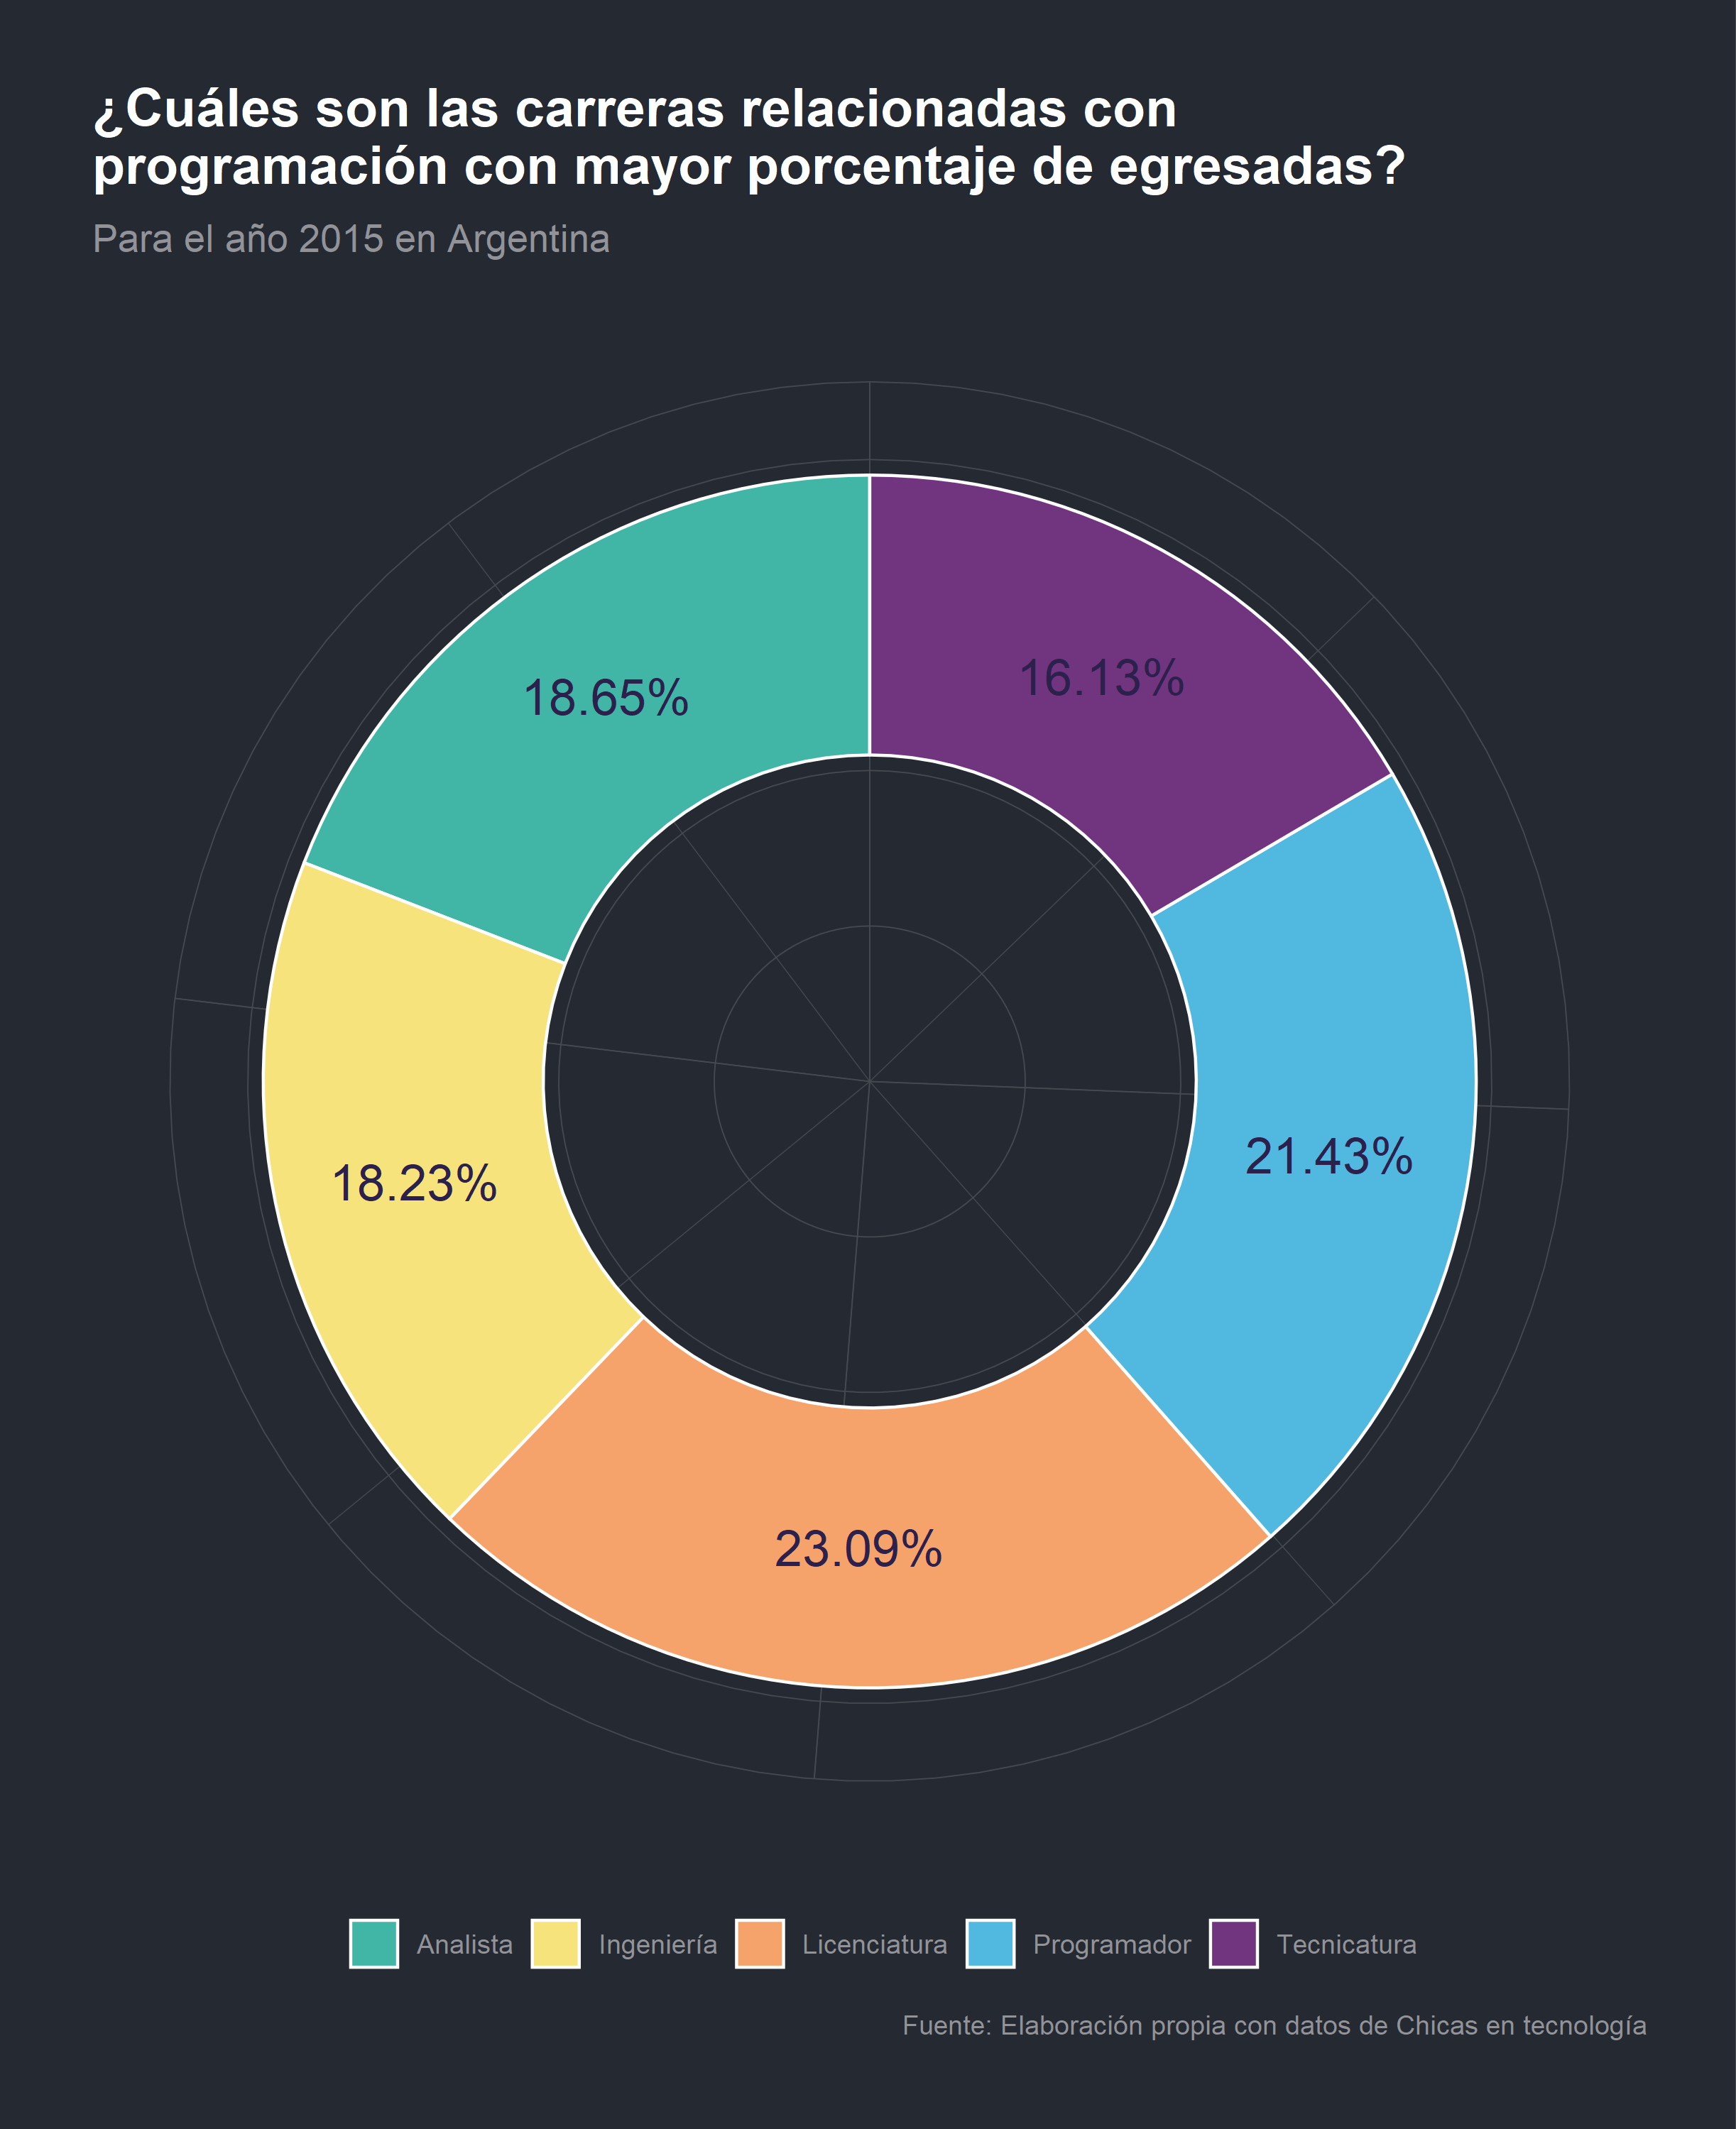 ¿Cuáles son las carreras relacionadas con
programación con mayor porcentaje de egresadas?
Para el año 2015 en Argentina
16.13%
18.65%
21.43%
18.23%
23.09%
Analista Ingeniería Licenciatura Programador Tecnicatura
Fuente: Elaboración propia con datos de Chicas en tecnología